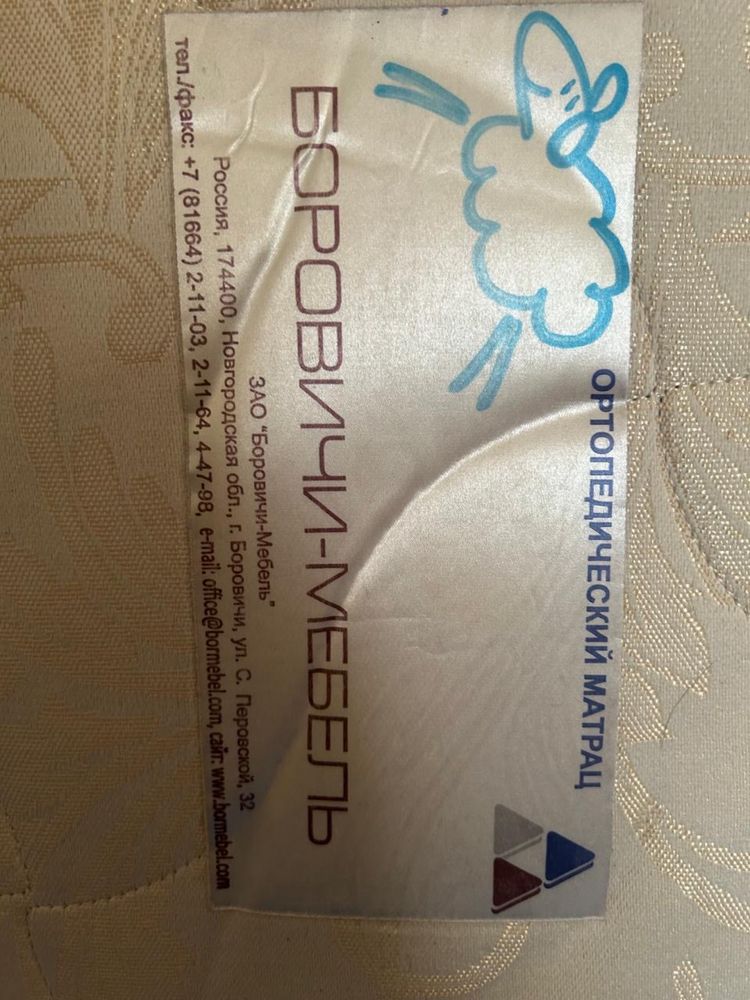 ОРТОПЕДИЧЕСКИЙ МАТРАЦ
БОРОВИЧИ-МЕБЕЛЬ
ЗАО "Боровичи-Мебель"
Россия, 174400, Новгородская обл., г. Боровичи, ул. С. Перовской, 32
тел./факс: +7 (81664) 2-11-03, 2-11-64, 4-47-98, e-mail: office@bormebel.com, сайт: www.bormebel.com